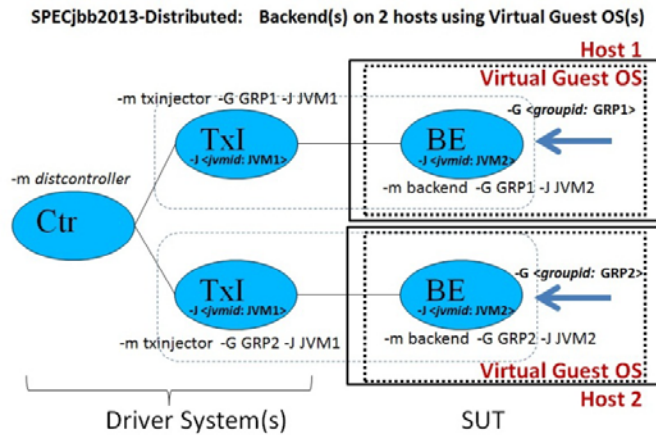 SPECjbb2013-Distributed: Backend(s) on 2 hosts using Virtual Guest OS(s)
Host 1
Virtual Guest OS
-m txinjector -G GRP1 -J JVM1
-G <groupid: GRP1>
TxI
-J <jvmid: JVM1>
BE
-J <jvmid: JVM2>
-m backend -G GRP1 -J JVM2
-m distcontroller
Ctr
-G <groupid: GRP2>
TxI
-J <jvmid: JVM1>
BE
-J <jvmid: JVM2>
-m txinjector -G GRP2 -J JVM1
-m backend -G GRP2 -J JVM2
Virtual Guest OS
Host 2
Driver System(s)
SUT